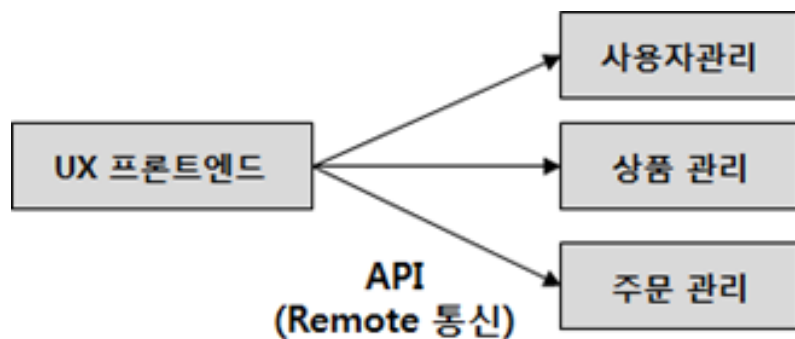 사용자관리
UX 프론트엔드
상품 관리
API
(Remote 통신)
주문 관리